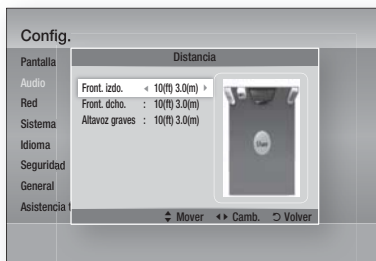 Config.
Distancia
Pantalla
Audio
Red
Sistema
Idioma
Seguridad
General
Asistencia t
Front. izdo. 10(ft) 3.0(m)
Front. dcho. : 10(ft) 3.0(m)
Altavoz graves : 10(ft) 3.0(m)
Mover Camb. Volver